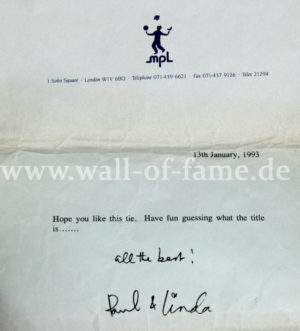 mpL
1 Soho Square · London W1V 6BQ · Telephone 071-439 6621 · Fax 071-437 9126 · Telex 21294
13th January, 1993
www.wall-of-fame.de
Hope you like this tie. Have fun guessing what the title
is.......
all the best!
Paul & Linda